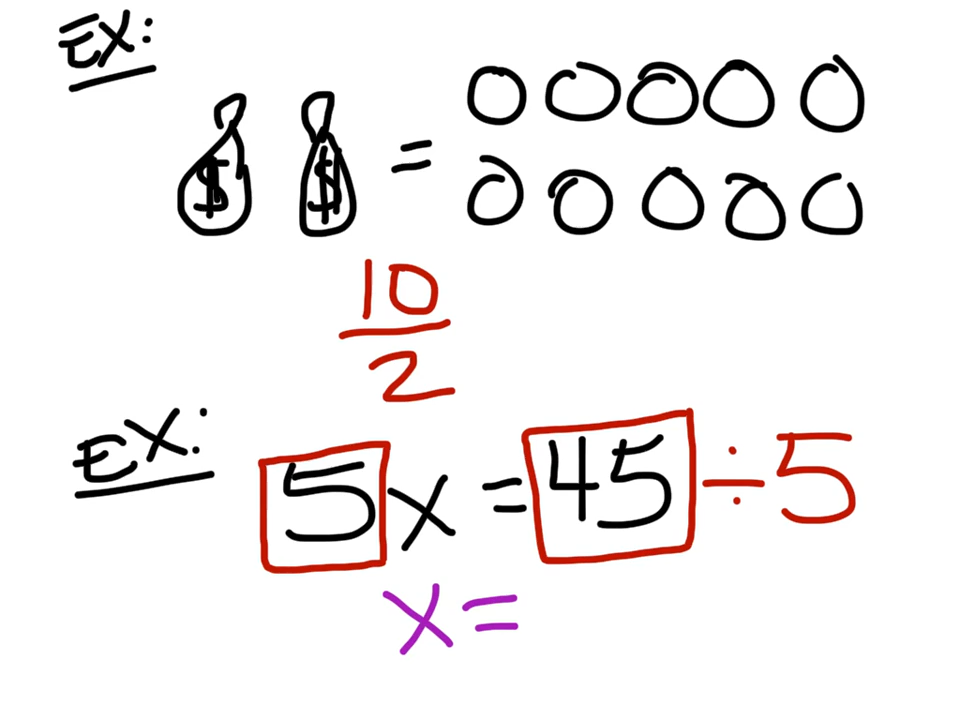 EX:
$ $ =
10
2
EX: 5x = 45 ÷ 5
x =